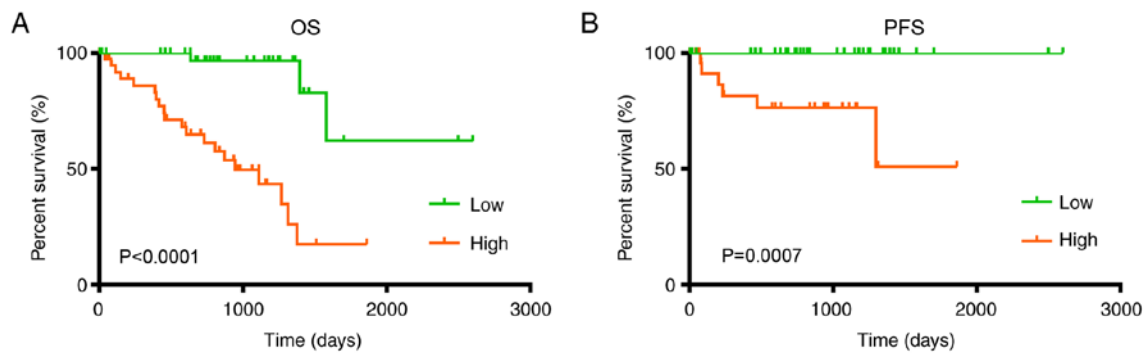 A
OS
Percent survival (%)
100
50
0
Low
High
P<0.0001
0
1000
2000
3000
Time (days)
B
PFS
Percent survival (%)
100
50
0
Low
High
P=0.0007
0
1000
2000
3000
Time (days)